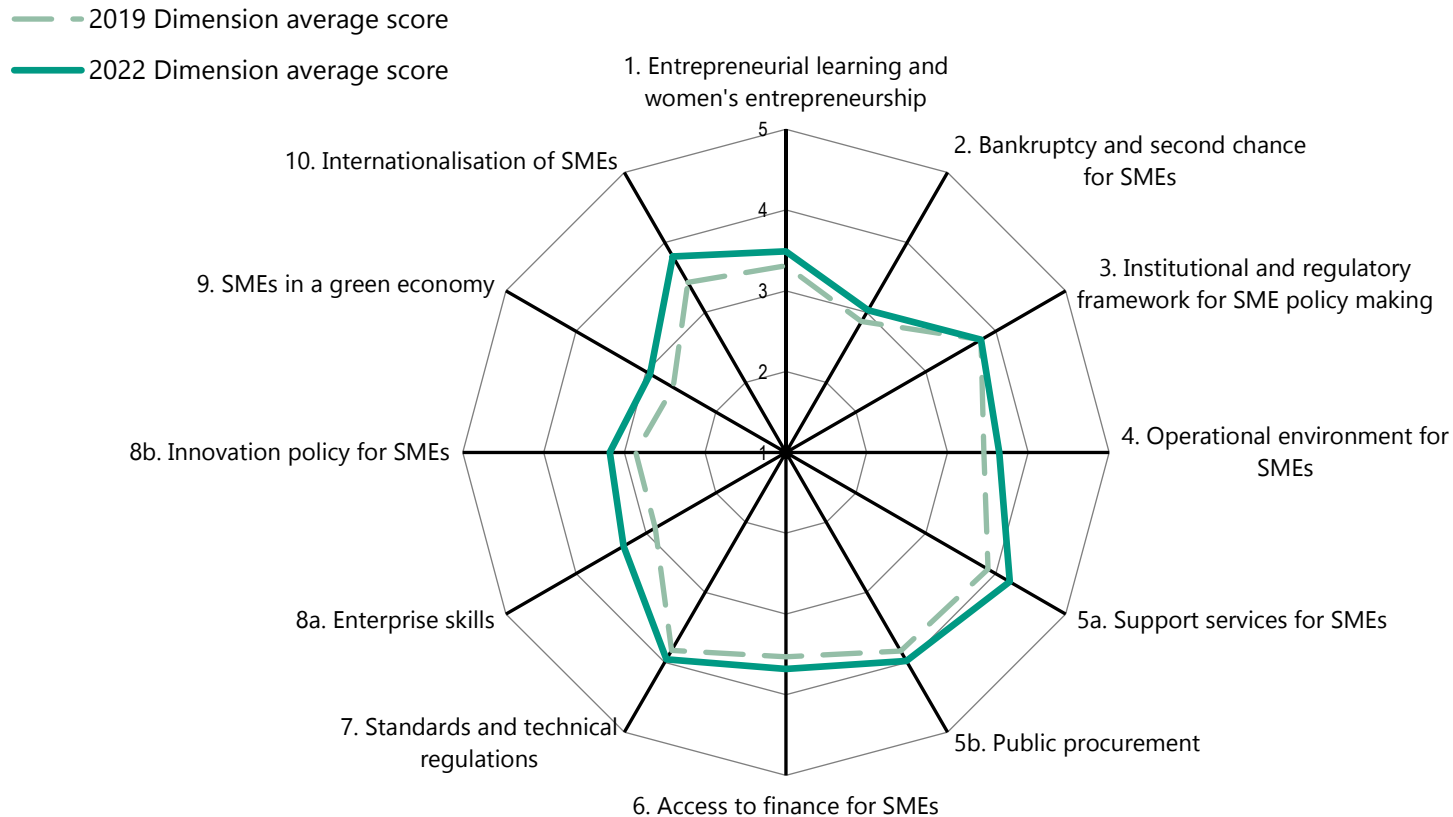 2019 Dimension average score
2022 Dimension average score
1. Entrepreneurial learning and
women's entrepreneurship
2. Bankruptcy and second chance
for SMEs
3. Institutional and regulatory
framework for SME policy making
4. Operational environment for
SMEs
5a. Support services for SMEs
5b. Public procurement
6. Access to finance for SMEs
7. Standards and technical
regulations
8a. Enterprise skills
8b. Innovation policy for SMEs
9. SMEs in a green economy
10. Internationalisation of SMEs
5
4
3
2
1